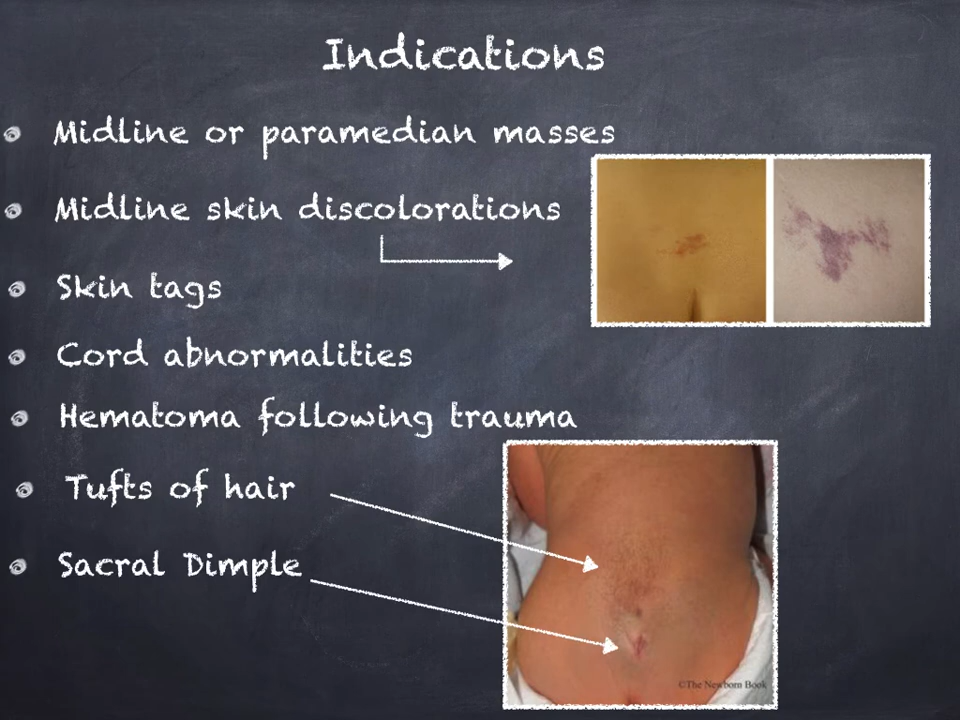 Indications
Midline or paramedian masses
Midline skin discolorations
Skin tags
Cord abnormalities
Hematoma following trauma
Tufts of hair
Sacral Dimple
©The Newborn Book